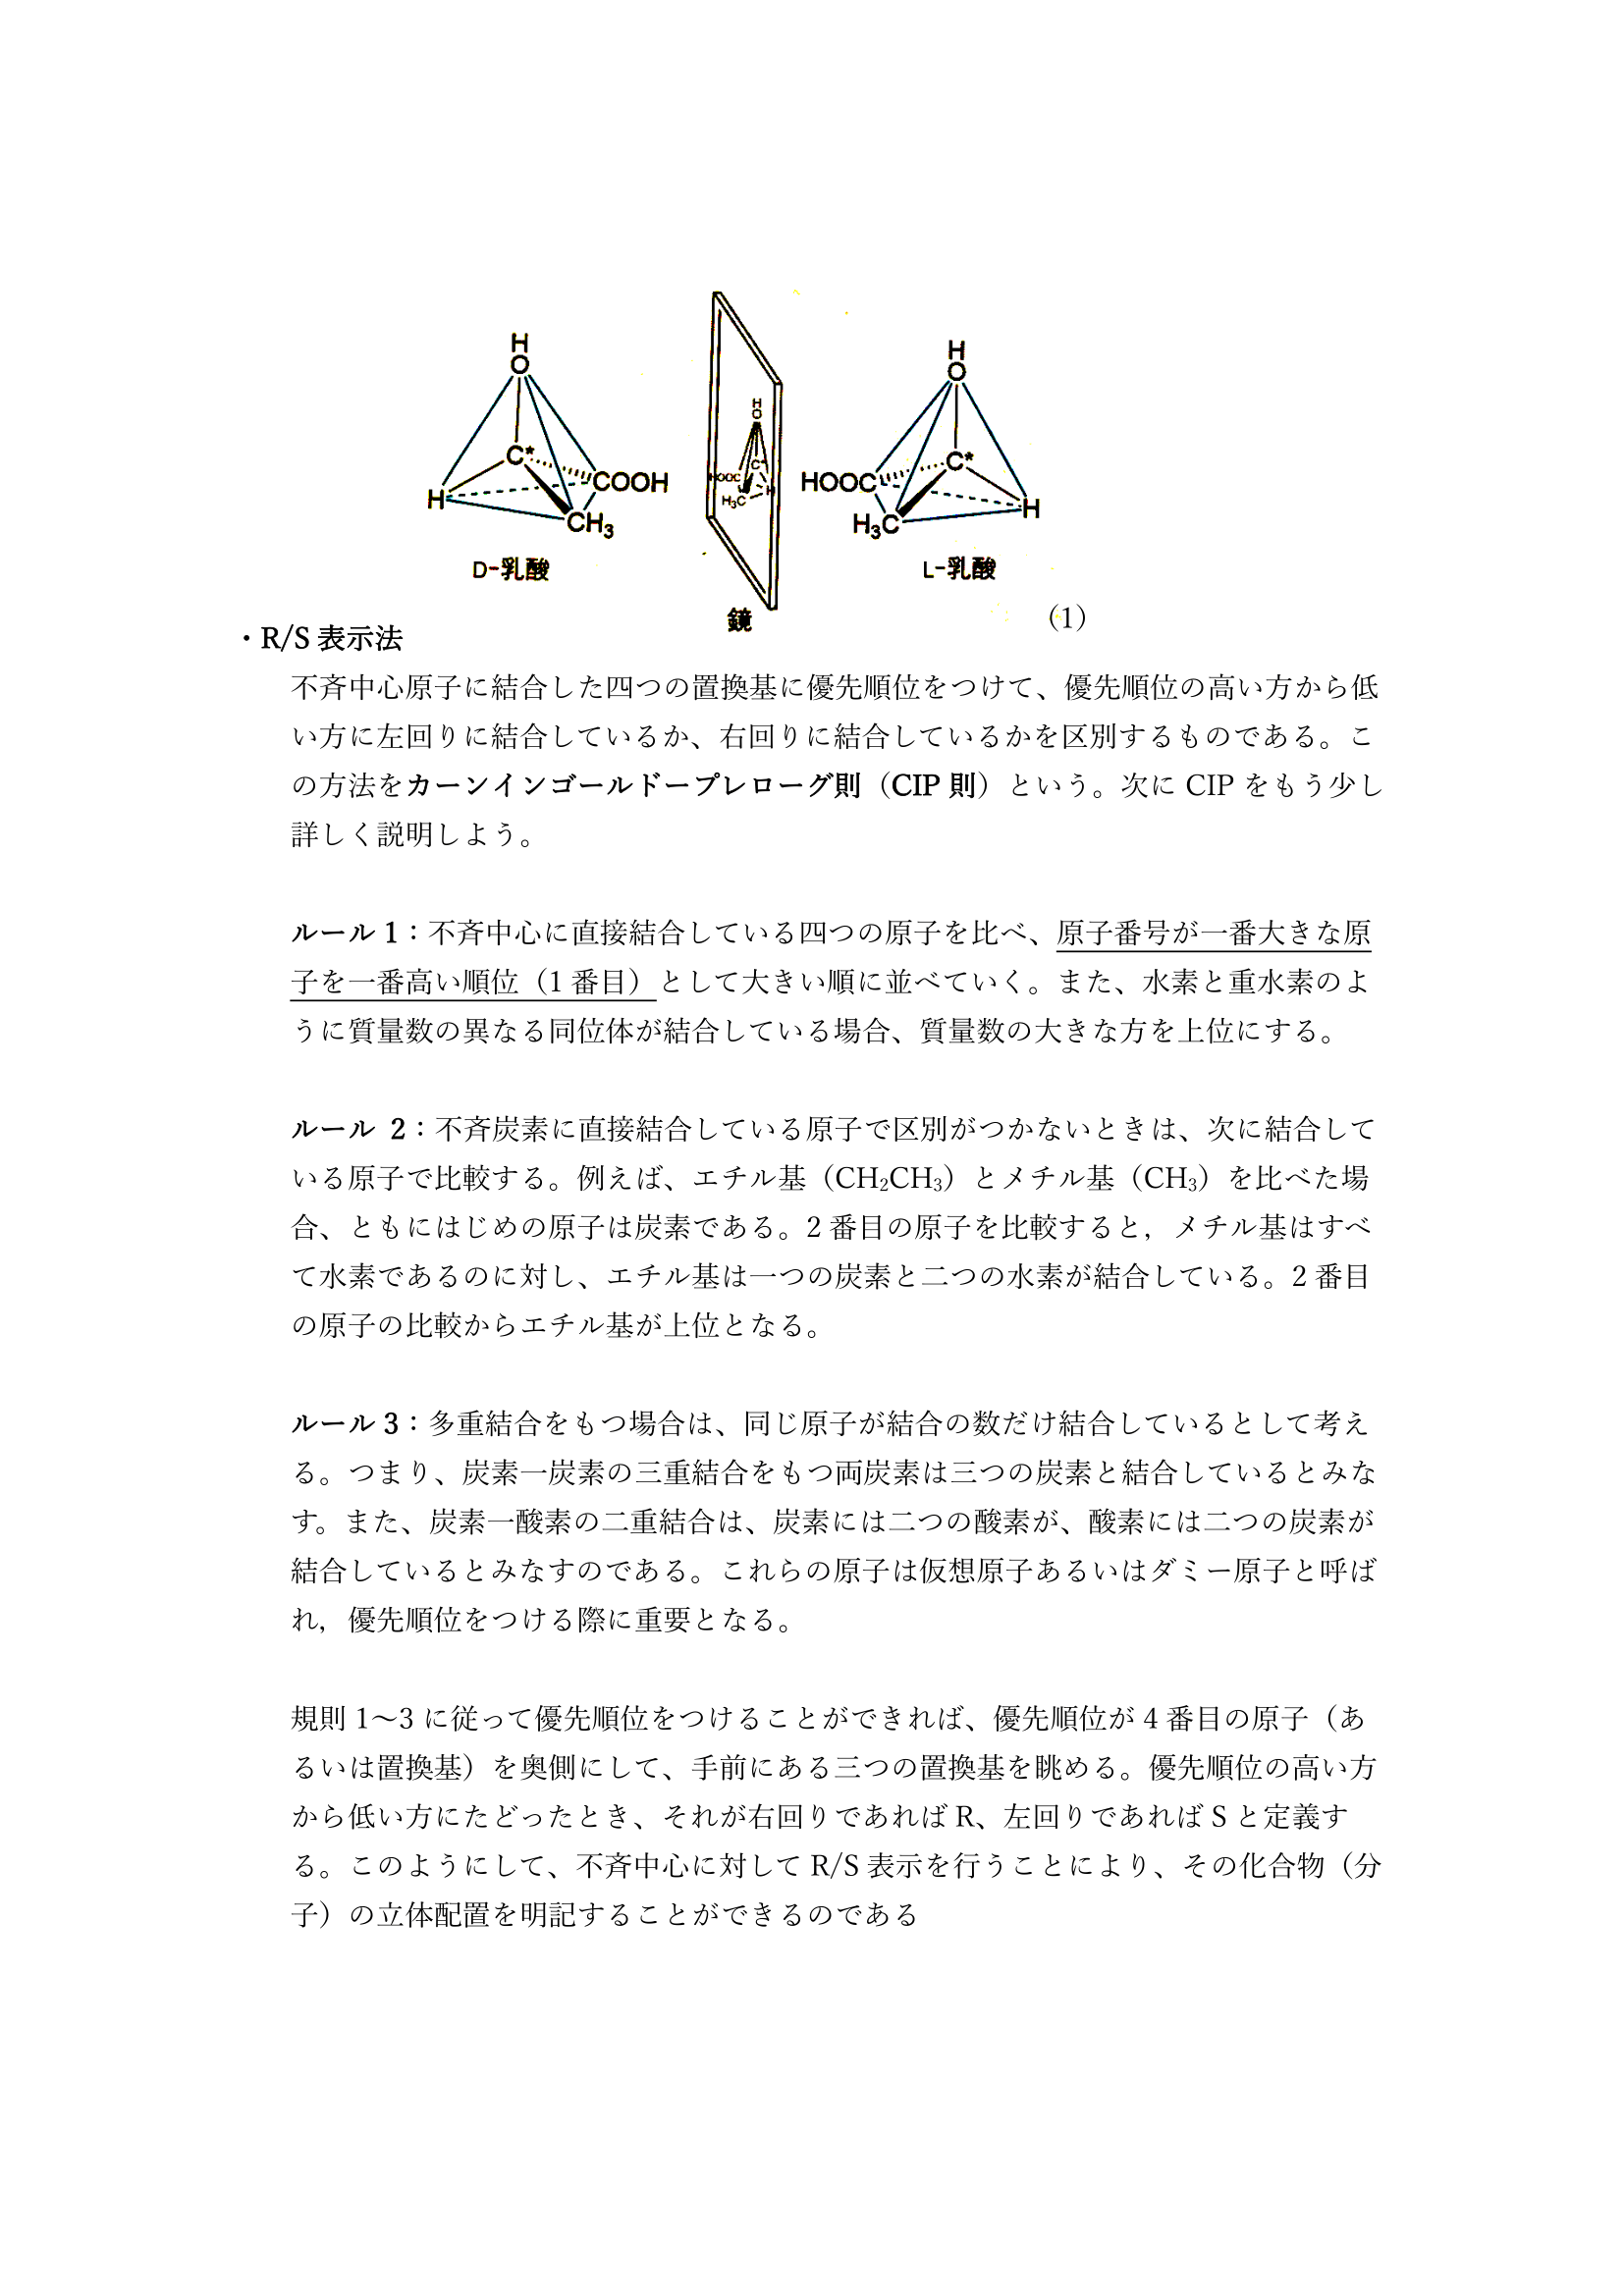 H
O
C*
H
COOH
CH₃
D-乳酸
H
O
C
HOOC
H
H₃C
鏡
H
O
C*
HOOC
H
H₃C
L-乳酸
(1)
・R/S 表示法
不斉中心原子に結合した四つの置換基に優先順位をつけて、優先順位の高い方から低
い方に左回りに結合しているか、右回りに結合しているかを区別するものである。こ
の方法をカーンインゴールドープレローグ則（CIP 則）という。次に CIP をもう少し
詳しく説明しよう。
ルール 1：不斉中心に直接結合している四つの原子を比べ、原子番号が一番大きな原
子を一番高い順位（1 番目）として大きい順に並べていく。また、水素と重水素のよ
うに質量数の異なる同位体が結合している場合、質量数の大きな方を上位にする。
ルール 2：不斉炭素に直接結合している原子で区別がつかないときは、次に結合して
いる原子で比較する。例えば、エチル基（CH₂CH₃）とメチル基（CH₃）を比べた場
合、ともにはじめの原子は炭素である。2 番目の原子を比較すると，メチル基はすべ
て水素であるのに対し、エチル基は一つの炭素と二つの水素が結合している。2 番目
の原子の比較からエチル基が上位となる。
ルール 3：多重結合をもつ場合は、同じ原子が結合の数だけ結合しているとして考え
る。つまり、炭素一炭素の三重結合をもつ両炭素は三つの炭素と結合しているとみな
す。また、炭素一酸素の二重結合は、炭素には二つの酸素が、酸素には二つの炭素が
結合しているとみなすのである。これらの原子は仮想原子あるいはダミー原子と呼ば
れ，優先順位をつける際に重要となる。
規則 1～3 に従って優先順位をつけることができれば、優先順位が 4 番目の原子（あ
るいは置換基）を奥側にして、手前にある三つの置換基を眺める。優先順位の高い方
から低い方にたどったとき、それが右回りであれば R、左回りであれば S と定義す
る。このようにして、不斉中心に対して R/S 表示を行うことにより、その化合物（分
子）の立体配置を明記することができるのである